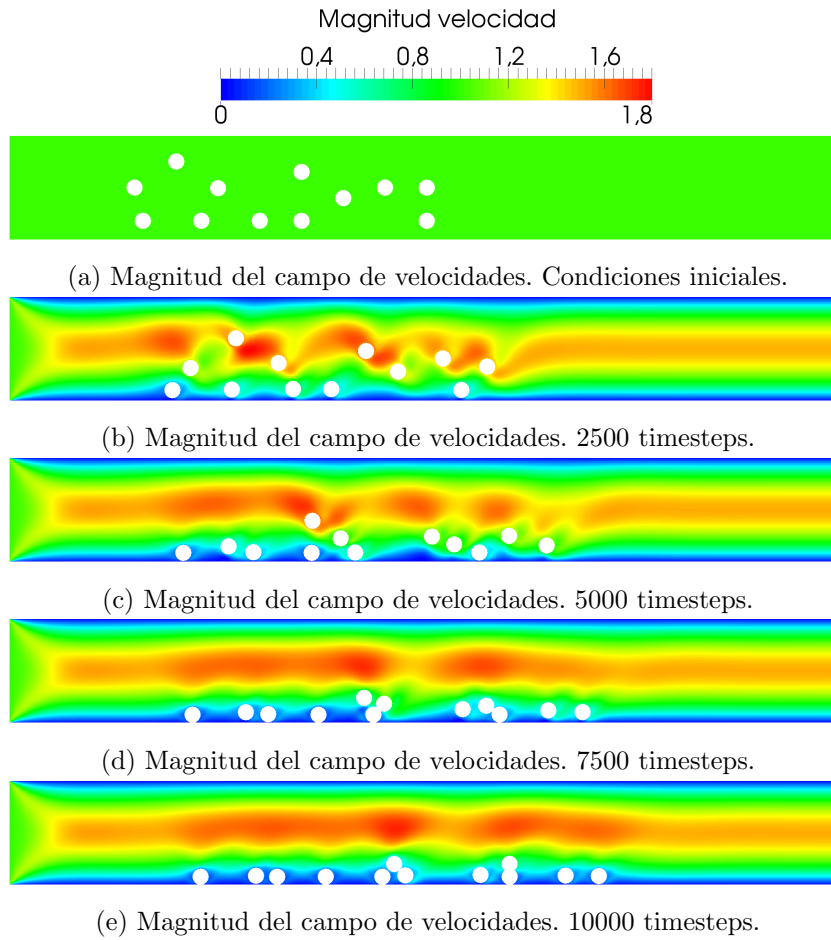 Magnitud velocidad
0,4 0,8 1,2 1,6
0 1,8
(a) Magnitud del campo de velocidades. Condiciones iniciales.
(b) Magnitud del campo de velocidades. 2500 timesteps.
(c) Magnitud del campo de velocidades. 5000 timesteps.
(d) Magnitud del campo de velocidades. 7500 timesteps.
(e) Magnitud del campo de velocidades. 10000 timesteps.